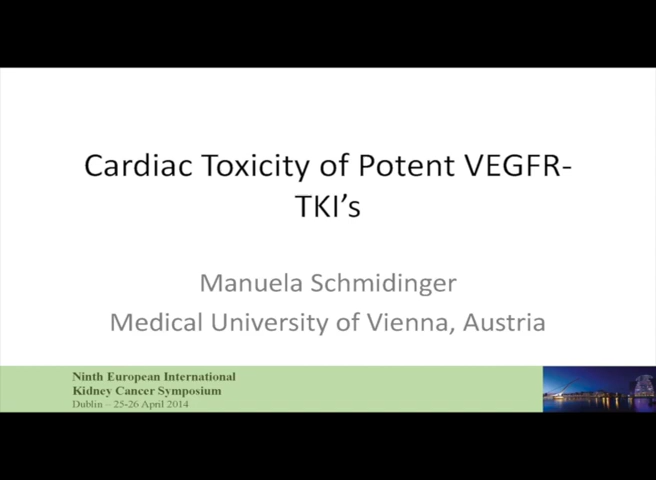 Cardiac Toxicity of Potent VEGFR-
TKI’s
Manuela Schmidinger
Medical University of Vienna, Austria
Ninth European International
Kidney Cancer Symposium
Dublin – 25-26 April 2014